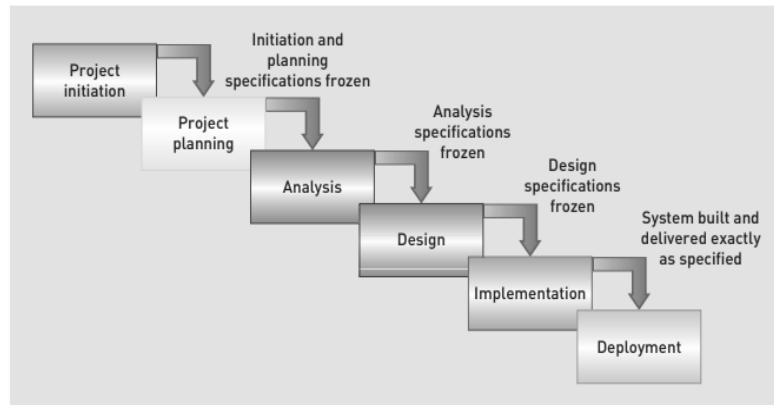 Project
initiation
Initiation and
planning
specifications frozen
Project
planning
Analysis
specifications
frozen
Analysis
Design
specifications
frozen
Design
System built and
delivered exactly
as specified
Implementation
Deployment